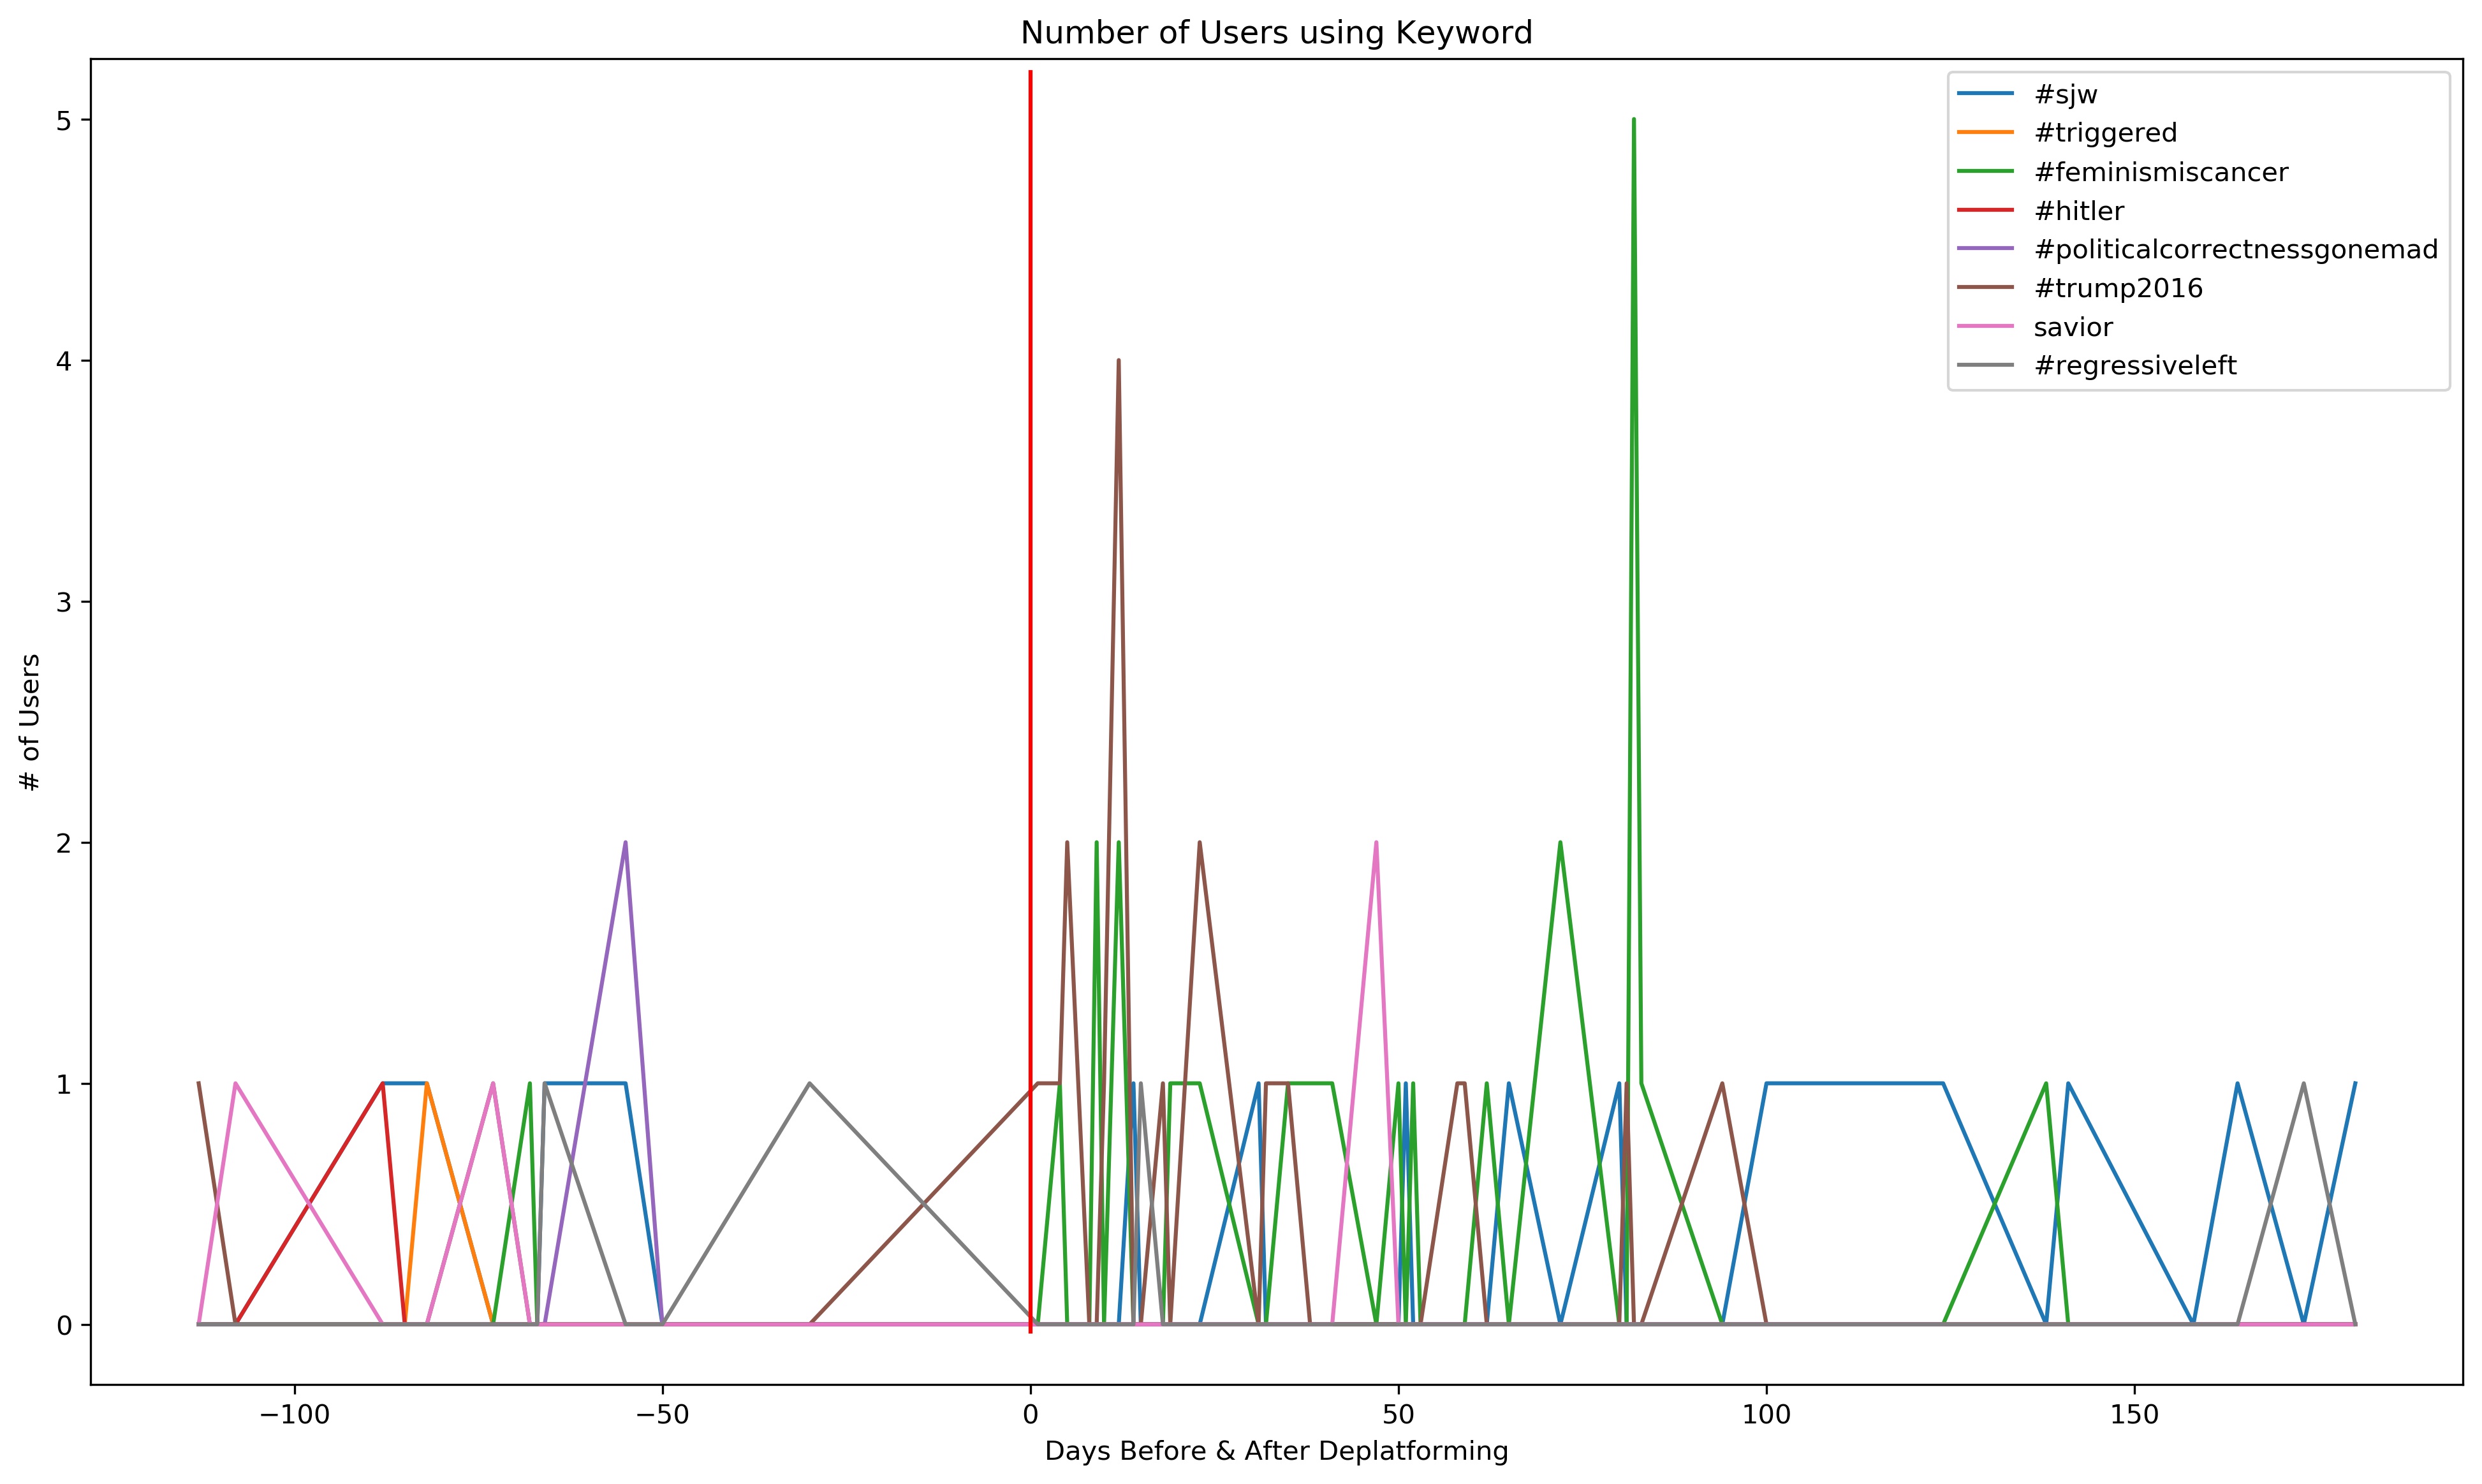 Number of Users using Keyword
#sjw
#triggered
#feminismiscancer
#hitler
#politicalcorrectnessgonemad
#trump2016
savior
#regressiveleft
5
4
3
2
1
0
# of Users
−100
−50
0
50
100
150
Days Before & After Deplatforming